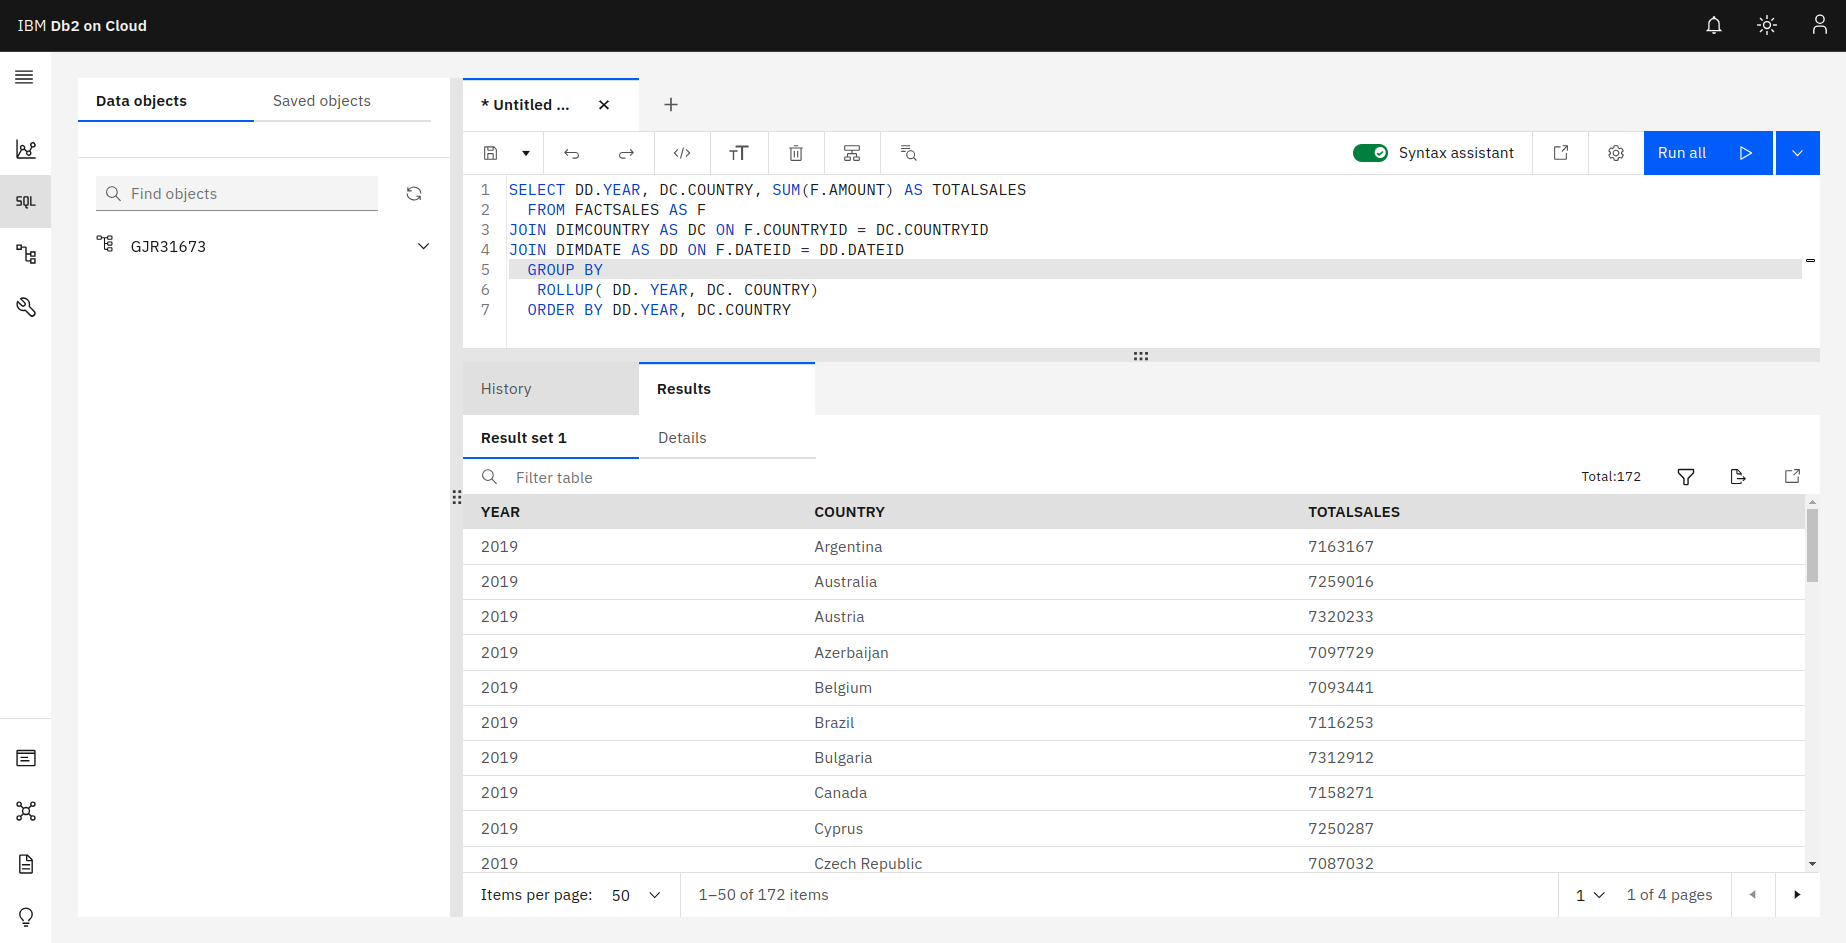 IBM Db2 on Cloud
Data objects
Saved objects
Find objects
GJR31673
SQL
* Untitled ...
Syntax assistant
Run all
1 SELECT DD.YEAR, DC.COUNTRY, SUM(F.AMOUNT) AS TOTALSALES
2 FROM FACTSALES AS F
3 JOIN DIMCOUNTRY AS DC ON F.COUNTRYID = DC.COUNTRYID
4 JOIN DIMDATE AS DD ON F.DATEID = DD.DATEID
5 GROUP BY
6 ROLLUP( DD. YEAR, DC. COUNTRY)
7 ORDER BY DD.YEAR, DC.COUNTRY
History
Results
Result set 1
Details
Filter table
Total:172
YEAR COUNTRY TOTALSALES
2019 Argentina 7163167
2019 Australia 7259016
2019 Austria 7320233
2019 Azerbaijan 7097729
2019 Belgium 7093441
2019 Brazil 7116253
2019 Bulgaria 7312912
2019 Canada 7158271
2019 Cyprus 7250287
2019 Czech Republic 7087032
Items per page: 50
1–50 of 172 items
1
1 of 4 pages